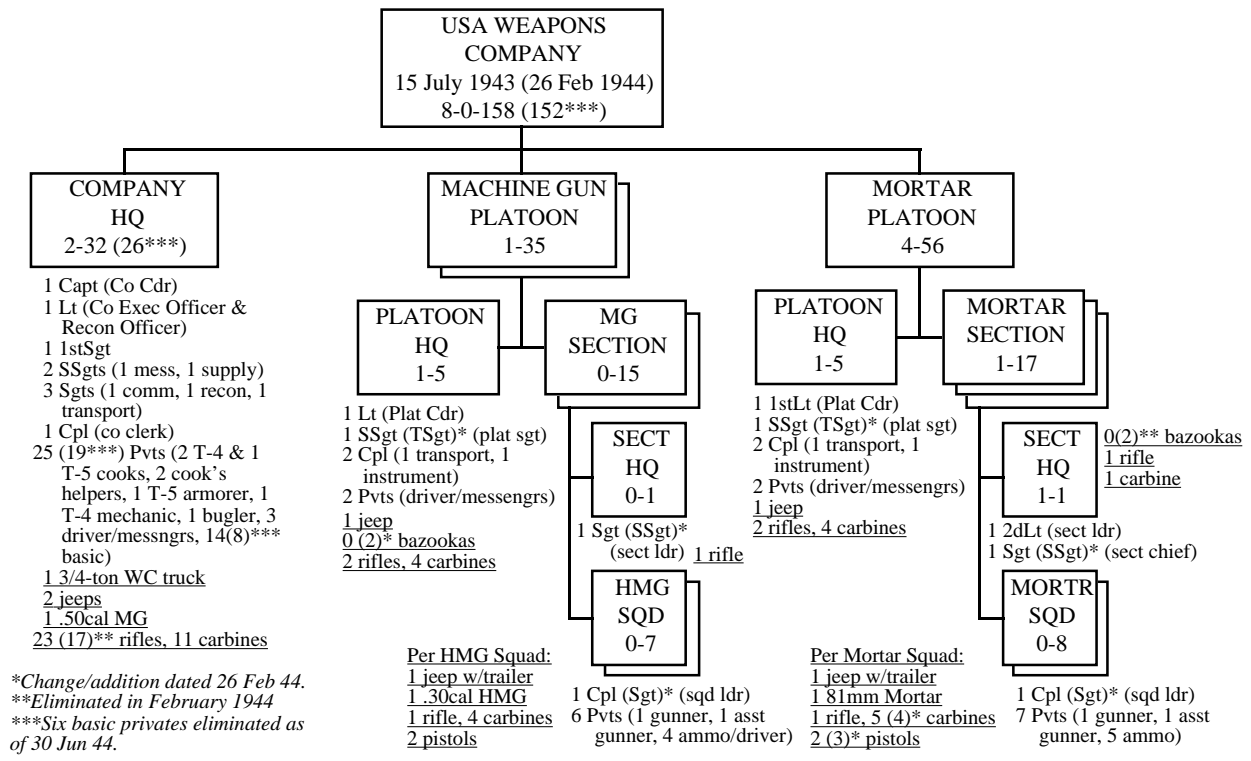 USA WEAPONS
COMPANY
15 July 1943 (26 Feb 1944)
8-0-158 (152***)
COMPANY
HQ
2-32 (26***)
1 Capt (Co Cdr)
1 Lt (Co Exec Officer &
Recon Officer)
1 1stSgt
2 SSgts (1 mess, 1 supply)
3 Sgts (1 comm, 1 recon, 1
transport)
1 Cpl (co clerk)
25 (19***) Pvts (2 T-4 & 1
T-5 cooks, 2 cook's
helpers, 1 T-5 armorer, 1
T-4 mechanic, 1 bugler, 3
driver/messngrs, 14(8)***
basic)
1 3/4-ton WC truck
2 jeeps
1 .50cal MG
23 (17)** rifles, 11 carbines
*Change/addition dated 26 Feb 44.
**Eliminated in February 1944
***Six basic privates eliminated as
of 30 Jun 44.
MACHINE GUN
PLATOON
1-35
PLATOON
HQ
1-5
1 Lt (Plat Cdr)
1 SSgt (TSgt)* (plat sgt)
2 Cpl (1 transport, 1
instrument)
2 Pvts (driver/messengrs)
1 jeep
0 (2)* bazookas
2 rifles, 4 carbines
MG
SECTION
0-15
SECT
HQ
0-1
1 Sgt (SSgt)*
(sect ldr)
1 rifle
HMG
SQD
0-7
Per HMG Squad:
1 jeep w/trailer
1 .30cal HMG
1 rifle, 4 carbines
2 pistols
1 Cpl (Sgt)* (sqd ldr)
6 Pvts (1 gunner, 1 asst
gunner, 4 ammo/driver)
MORTAR
PLATOON
4-56
PLATOON
HQ
1-5
1 1stLt (Plat Cdr)
1 SSgt (TSgt)* (plat sgt)
2 Cpl (1 transport, 1
instrument)
2 Pvts (driver/messengrs)
1 jeep
2 rifles, 4 carbines
MORTAR
SECTION
1-17
SECT
HQ
1-1
0(2)** bazookas
1 rifle
1 carbine
1 2dLt (sect ldr)
1 Sgt (SSgt)* (sect chief)
MORTR
SQD
0-8
Per Mortar Squad:
1 jeep w/trailer
1 81mm Mortar
1 rifle, 5 (4)* carbines
2 (3)* pistols
1 Cpl (Sgt)* (sqd ldr)
7 Pvts (1 gunner, 1 asst
gunner, 5 ammo)